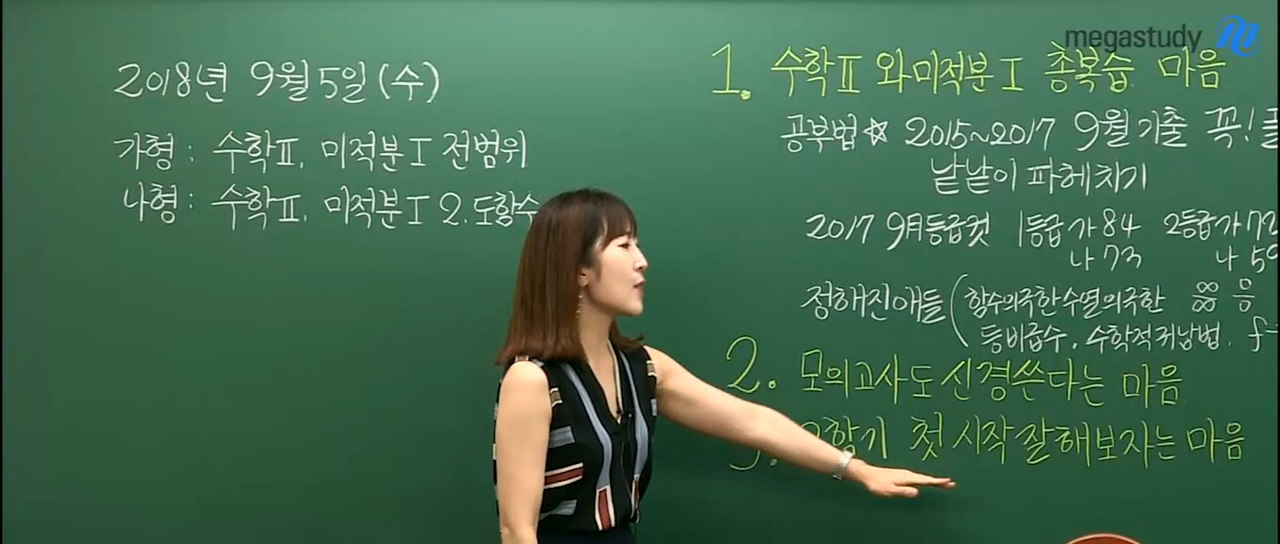 megastudy
2018년 9월 5일 (수)
가형 : 수학Ⅱ, 미적분Ⅰ 전범위
나형 : 수학Ⅱ, 미적분Ⅰ 2. 도함수
1. 수학Ⅱ 와 미적분Ⅰ 총복습 마음
공부법 ☆ 2015~2017 9월 기출 꼭!
낱낱이 파헤치기
2017 9月 등급컷 1등급 가 84 2등급 가 72
나 73 나
정해진 애들 (함수의 극한 수열의 극한 ∞/∞ 0/0
등비급수, 수학적 귀납법.
2. 모의고사도 신경쓴다는 마음
학기 첫 시작 잘해보자는 마음